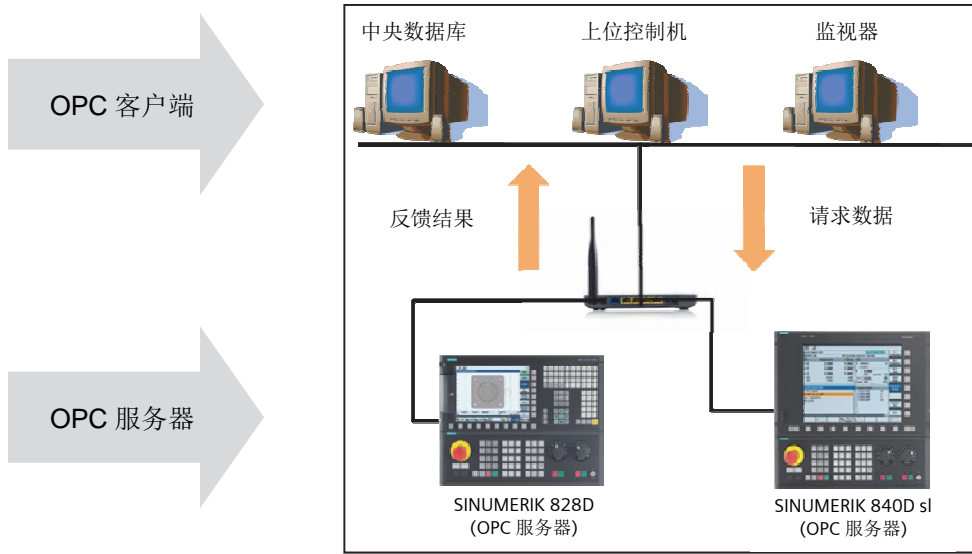 中央数据库
上位控制机
监视器
OPC 客户端
反馈结果
请求数据
OPC 服务器
SINUMERIK 828D
(OPC 服务器)
SINUMERIK 840D sl
(OPC 服务器)